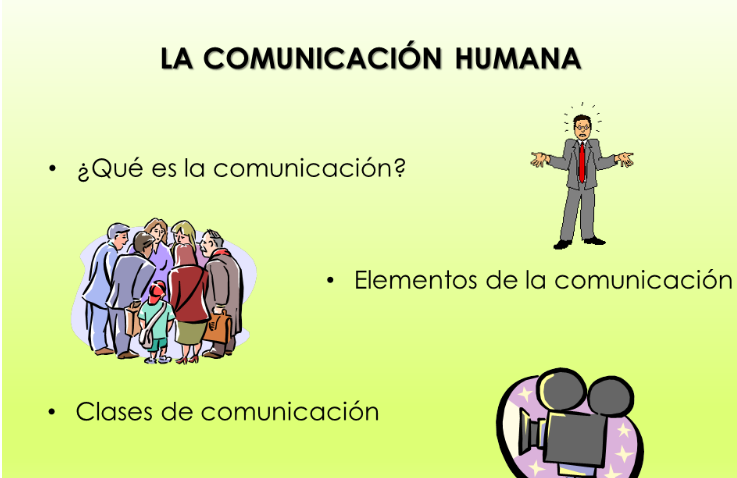 LA COMUNICACIÓN HUMANA
• ¿Qué es la comunicación?
• Elementos de la comunicación
• Clases de comunicación